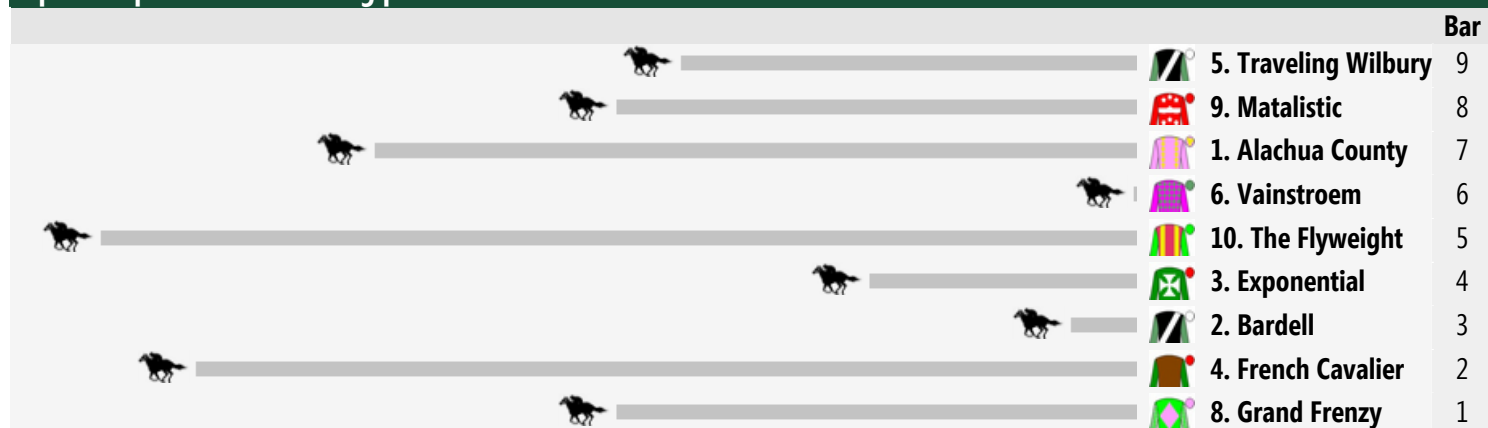 Bar
5. Traveling Wilbury 9
9. Matalistic 8
1. Alachua County 7
6. Vainstroem 6
10. The Flyweight 5
3. Exponential 4
2. Bardell 3
4. French Cavalier 2
8. Grand Frenzy 1